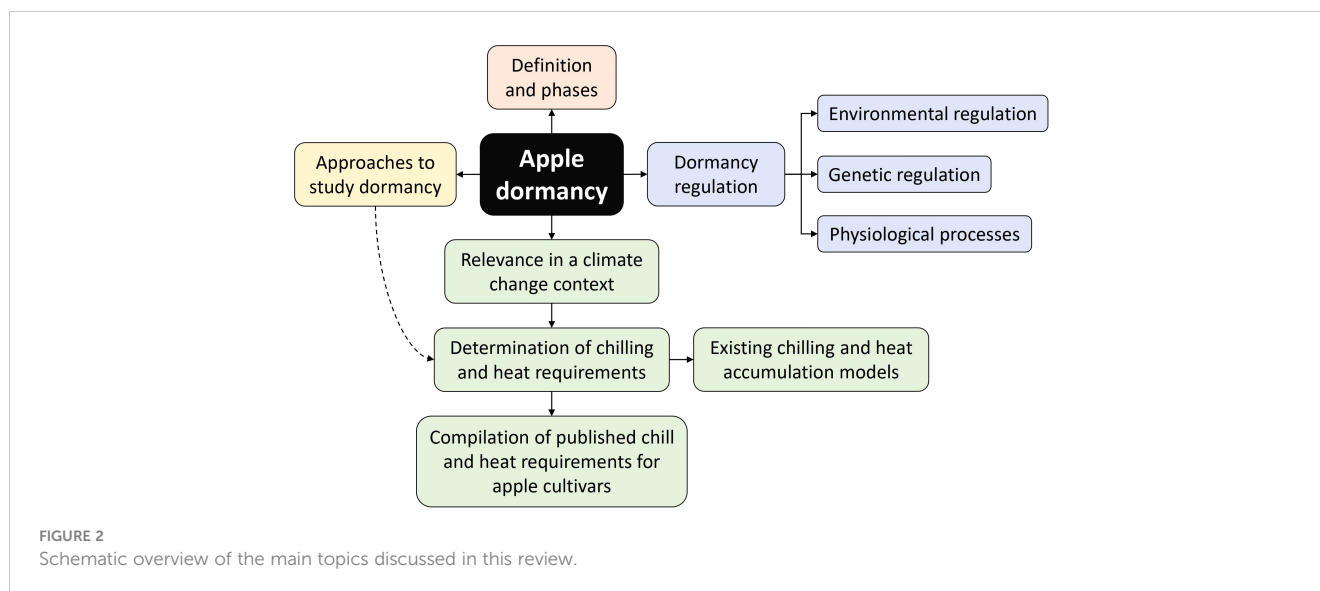 Definition
and phases
Environmental regulation
Approaches to
study dormancy
Apple
dormancy
Dormancy
regulation
Genetic regulation
Physiological processes
Relevance in a climate
change context
Determination of chilling
and heat requirements
Existing chilling and heat
accumulation models
Compilation of published chill
and heat requirements for
apple cultivars
FIGURE 2
Schematic overview of the main topics discussed in this review.